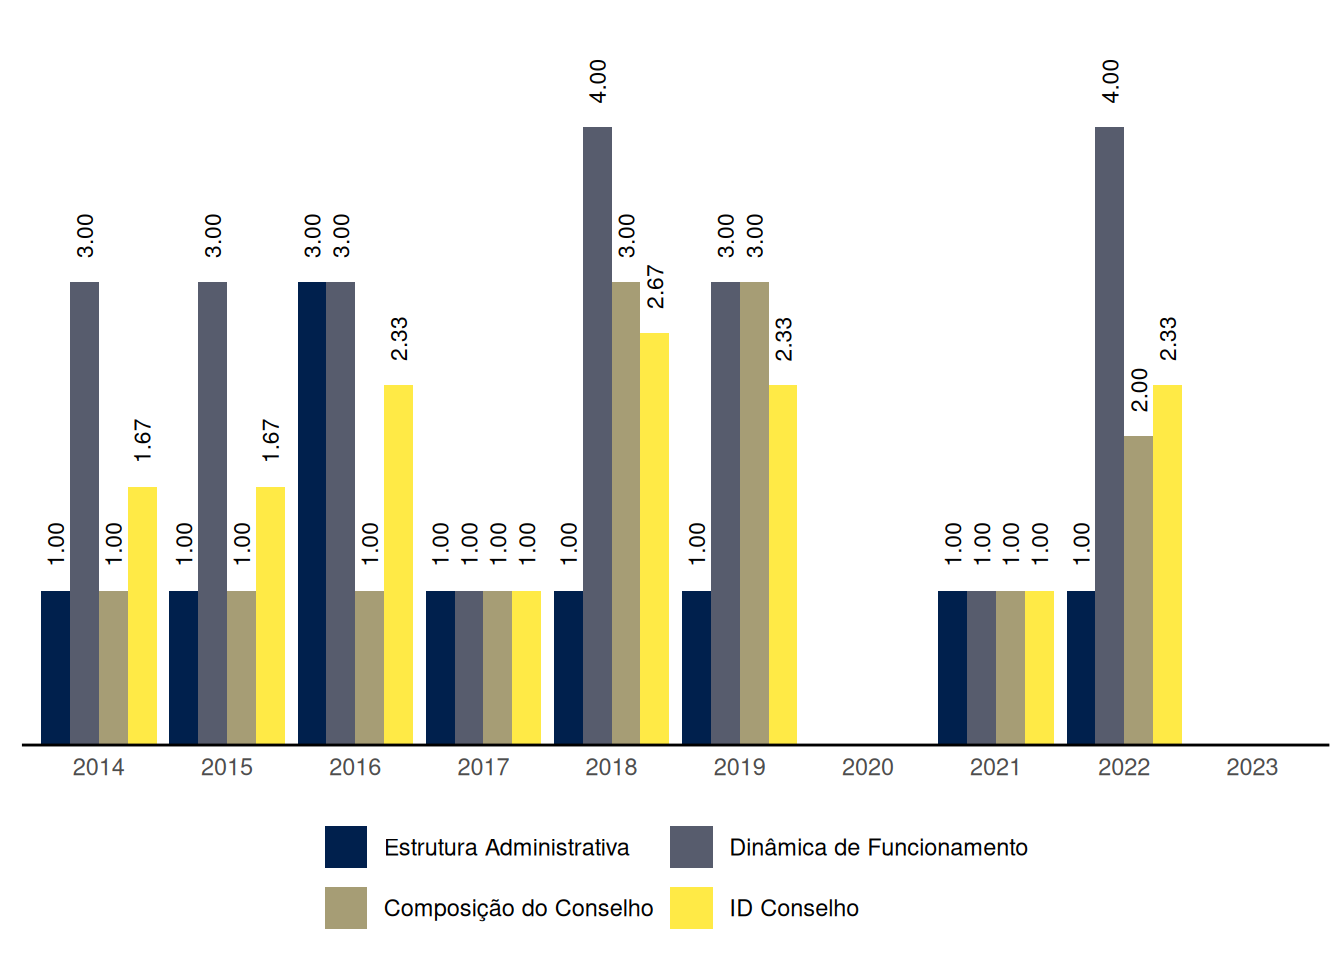 1.00 3.00 1.00 1.67
1.00 3.00 1.00 1.67
3.00 3.00 1.00 2.33
1.00 1.00 1.00 1.00
1.00 4.00 3.00 2.67
1.00 3.00 3.00 2.33
1.00 1.00 1.00 1.00
1.00 4.00 2.00 2.33
2014 2015 2016 2017 2018 2019 2020 2021 2022 2023
Estrutura Administrativa Dinâmica de Funcionamento
Composição do Conselho ID Conselho